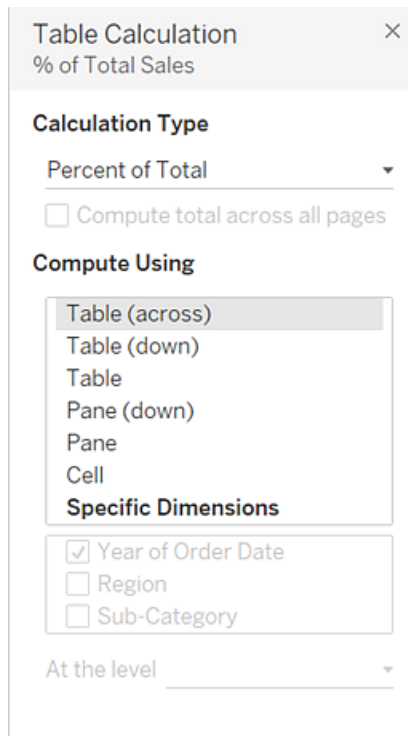 Table Calculation
% of Total Sales
Calculation Type
Percent of Total
Compute total across all pages
Compute Using
Table (across)
Table (down)
Table
Pane (down)
Pane
Cell
Specific Dimensions
Year of Order Date
Region
Sub-Category
At the level